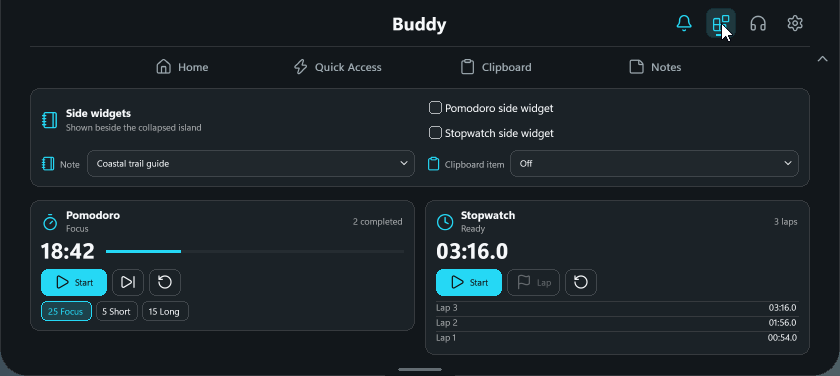 Buddy
Home
Quick Access
Clipboard
Notes
Side widgets
Shown beside the collapsed island
Pomodoro side widget
Stopwatch side widget
Note
Coastal trail guide
Clipboard item
Off
Pomodoro
Focus
2 completed
18:42
Start
25 Focus
5 Short
15 Long
Stopwatch
Ready
3 laps
03:16.0
Start
Lap
Lap 3 03:16.0
Lap 2 01:56.0
Lap 1 00:54.0